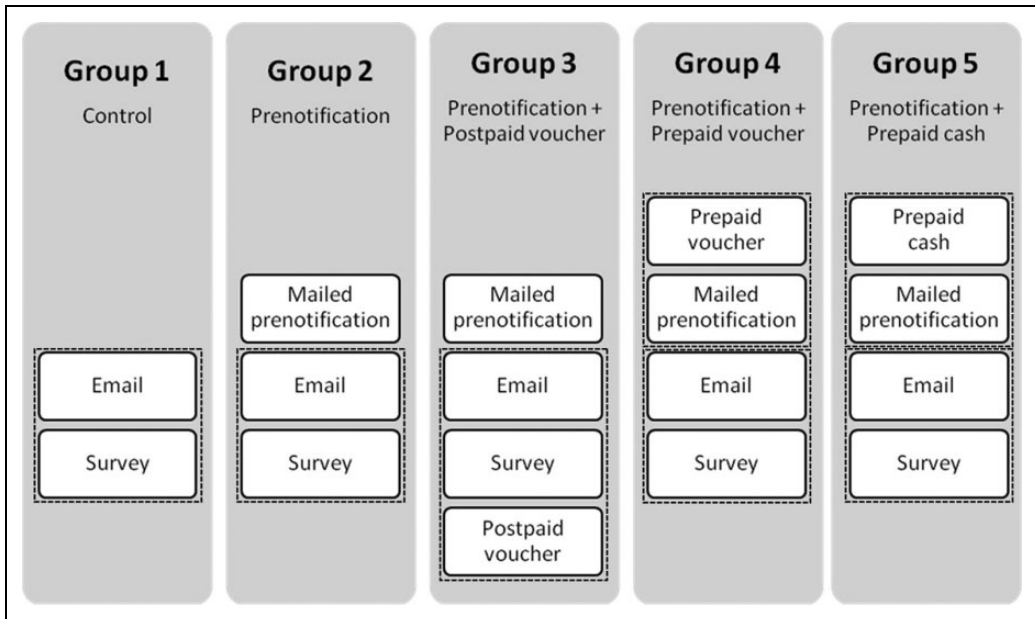 Group 1
Control
Email
Survey
Group 2
Prenotification
Mailed
prenotification
Email
Survey
Group 3
Prenotification +
Postpaid voucher
Mailed
prenotification
Email
Survey
Postpaid
voucher
Group 4
Prenotification +
Prepaid voucher
Prepaid
voucher
Mailed
prenotification
Email
Survey
Group 5
Prenotification +
Prepaid cash
Prepaid
cash
Mailed
prenotification
Email
Survey